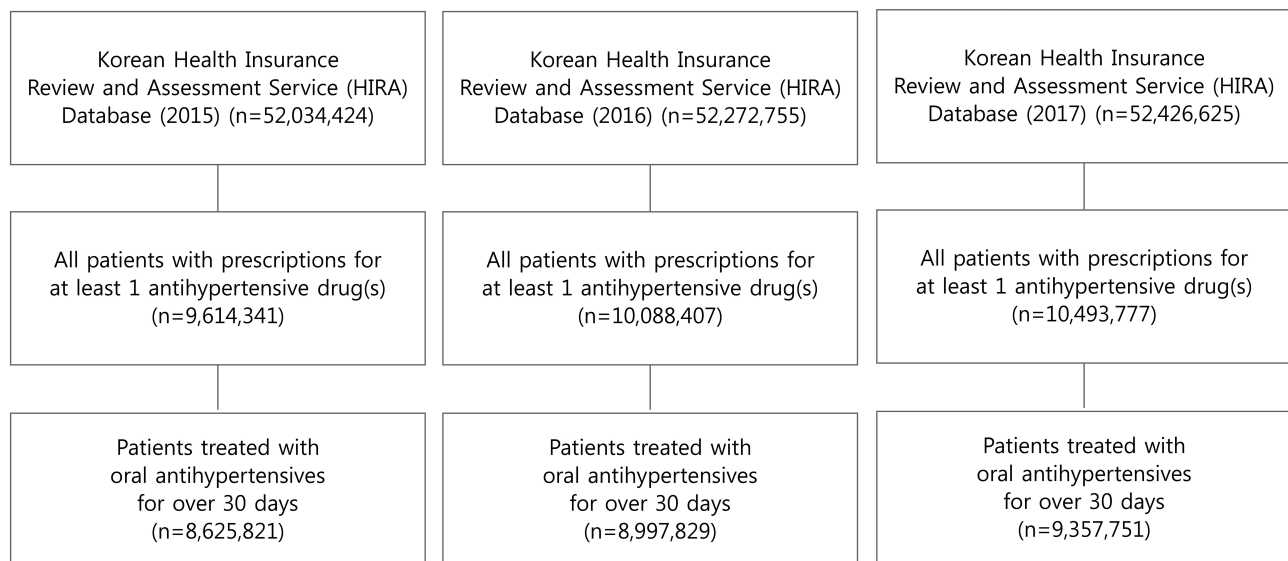 Korean Health Insurance
Review and Assessment Service (HIRA)
Database (2015) (n=52,034,424)
All patients with prescriptions for
at least 1 antihypertensive drug(s)
(n=9,614,341)
Patients treated with
oral antihypertensives
for over 30 days
(n=8,625,821)
Korean Health Insurance
Review and Assessment Service (HIRA)
Database (2016) (n=52,272,755)
All patients with prescriptions for
at least 1 antihypertensive drug(s)
(n=10,088,407)
Patients treated with
oral antihypertensives
for over 30 days
(n=8,997,829)
Korean Health Insurance
Review and Assessment Service (HIRA)
Database (2017) (n=52,426,625)
All patients with prescriptions for
at least 1 antihypertensive drug(s)
(n=10,493,777)
Patients treated with
oral antihypertensives
for over 30 days
(n=9,357,751)